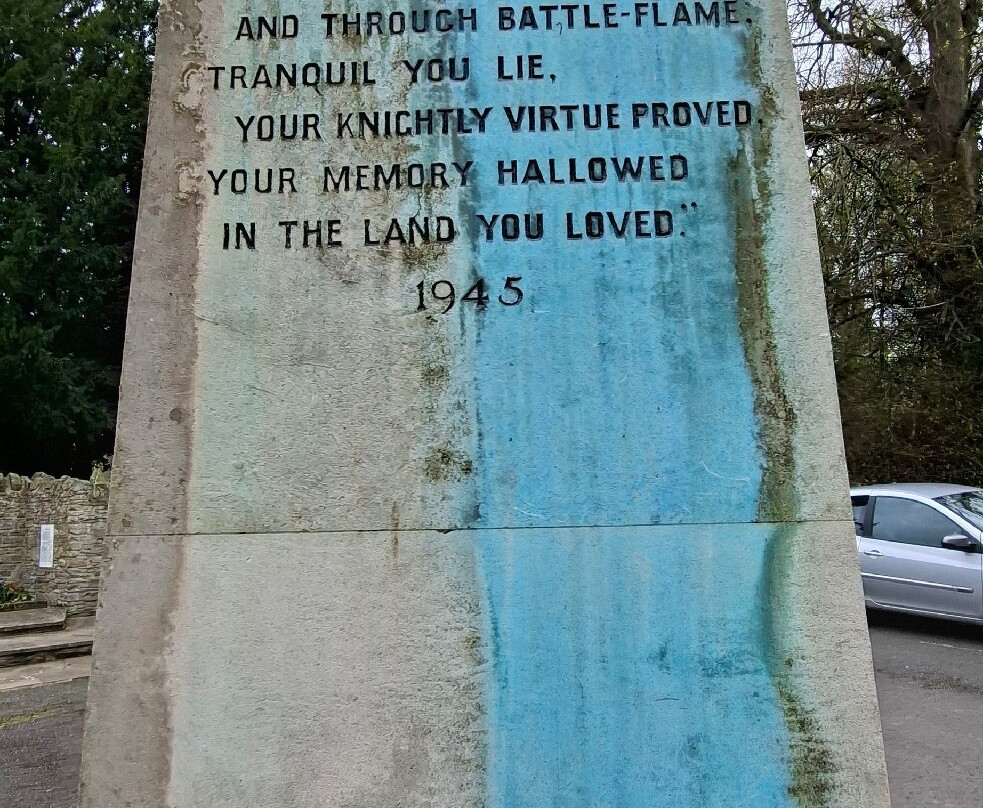 AND THROUGH BATTLE-FLAME;
TRANQUIL YOU LIE,
YOUR KNIGHTLY VIRTUE PROVED,
YOUR MEMORY HALLOWED
IN THE LAND YOU LOVED."
1945